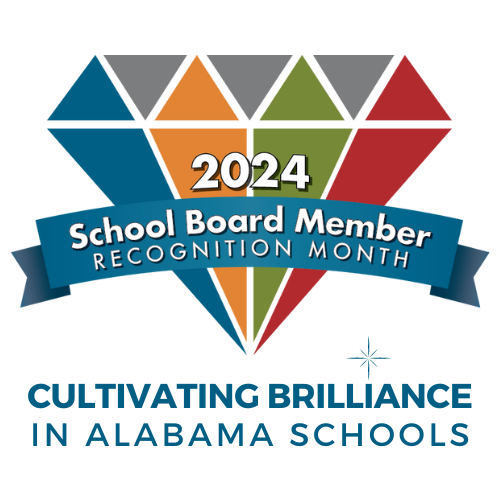 2024
School Board Member
RECOGNITION MONTH
CULTIVATING BRILLIANCE
IN ALABAMA SCHOOLS